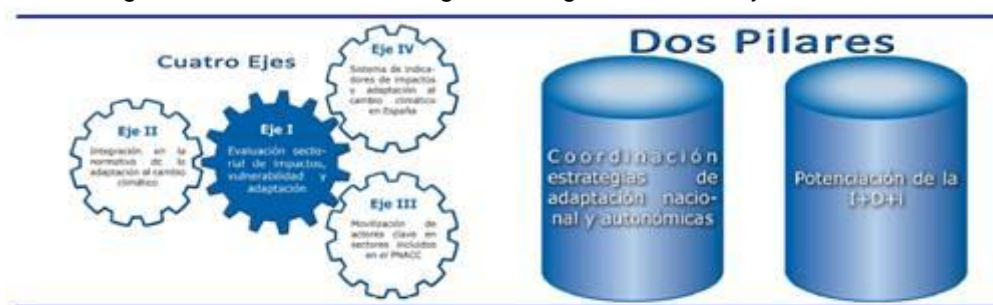 Cuatro Ejes
Eje IV
Sistema de indica-
dores de impactos
y adaptación al
cambio climático
en España
Eje II
Integración en la
normativa de la
adaptación al cambio
climático
Eje I
Evaluación secto-
rial de impactos,
vulnerabilidad y
adaptación
Eje III
Movilización de
actores clave en
sectores incluidos
en el PNACC
Dos Pilares
Coordinación
estrategias de
adaptación nacio-
nal y autonómicas
Potenciación de la
I+D+i